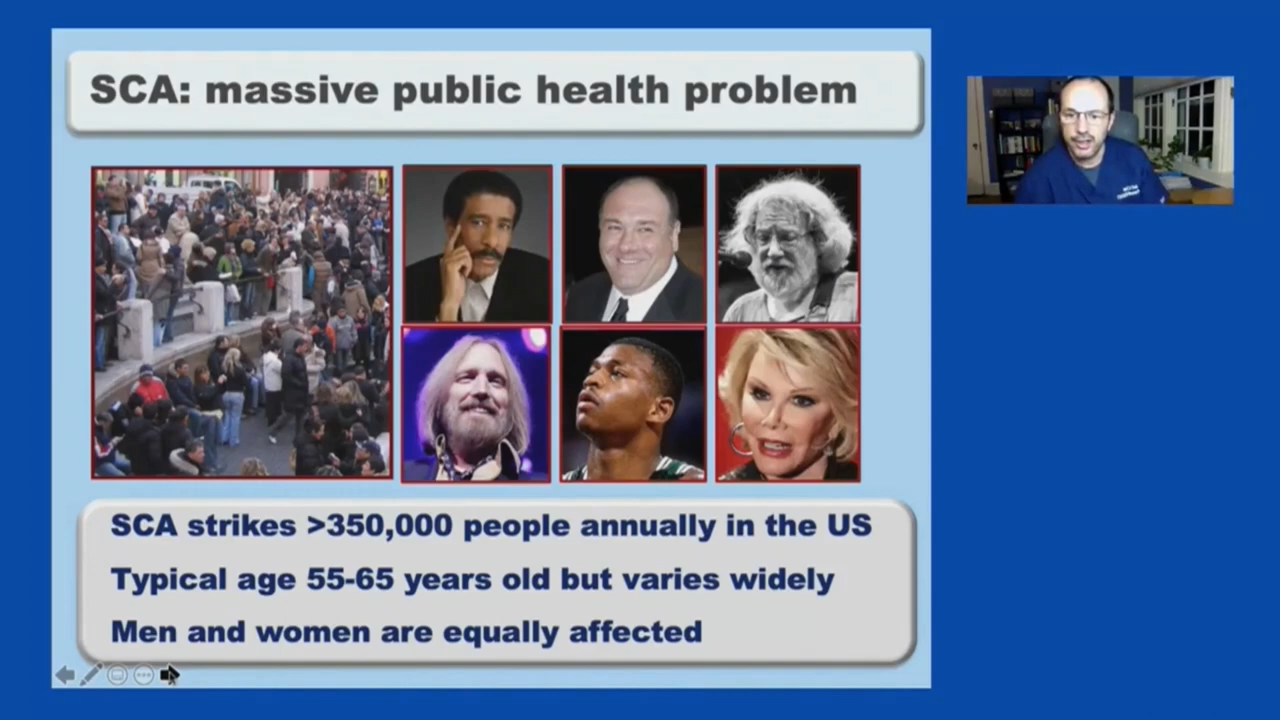 SCA: massive public health problem
SCA strikes >350,000 people annually in the US
Typical age 55-65 years old but varies widely
Men and women are equally affected